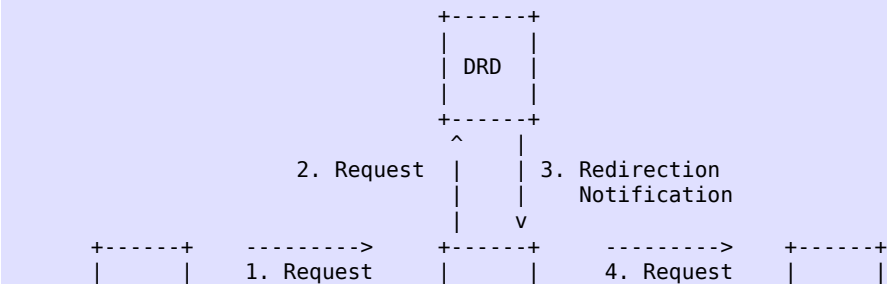 +------+
|      |
| DRD  |
|      |
+------+
^    |
2. Request  |    | 3. Redirection
|    |    Notification
|    v
+------+    --------->    +------+    --------->    +------+
|      |    1. Request    |      |    4. Request    |      |